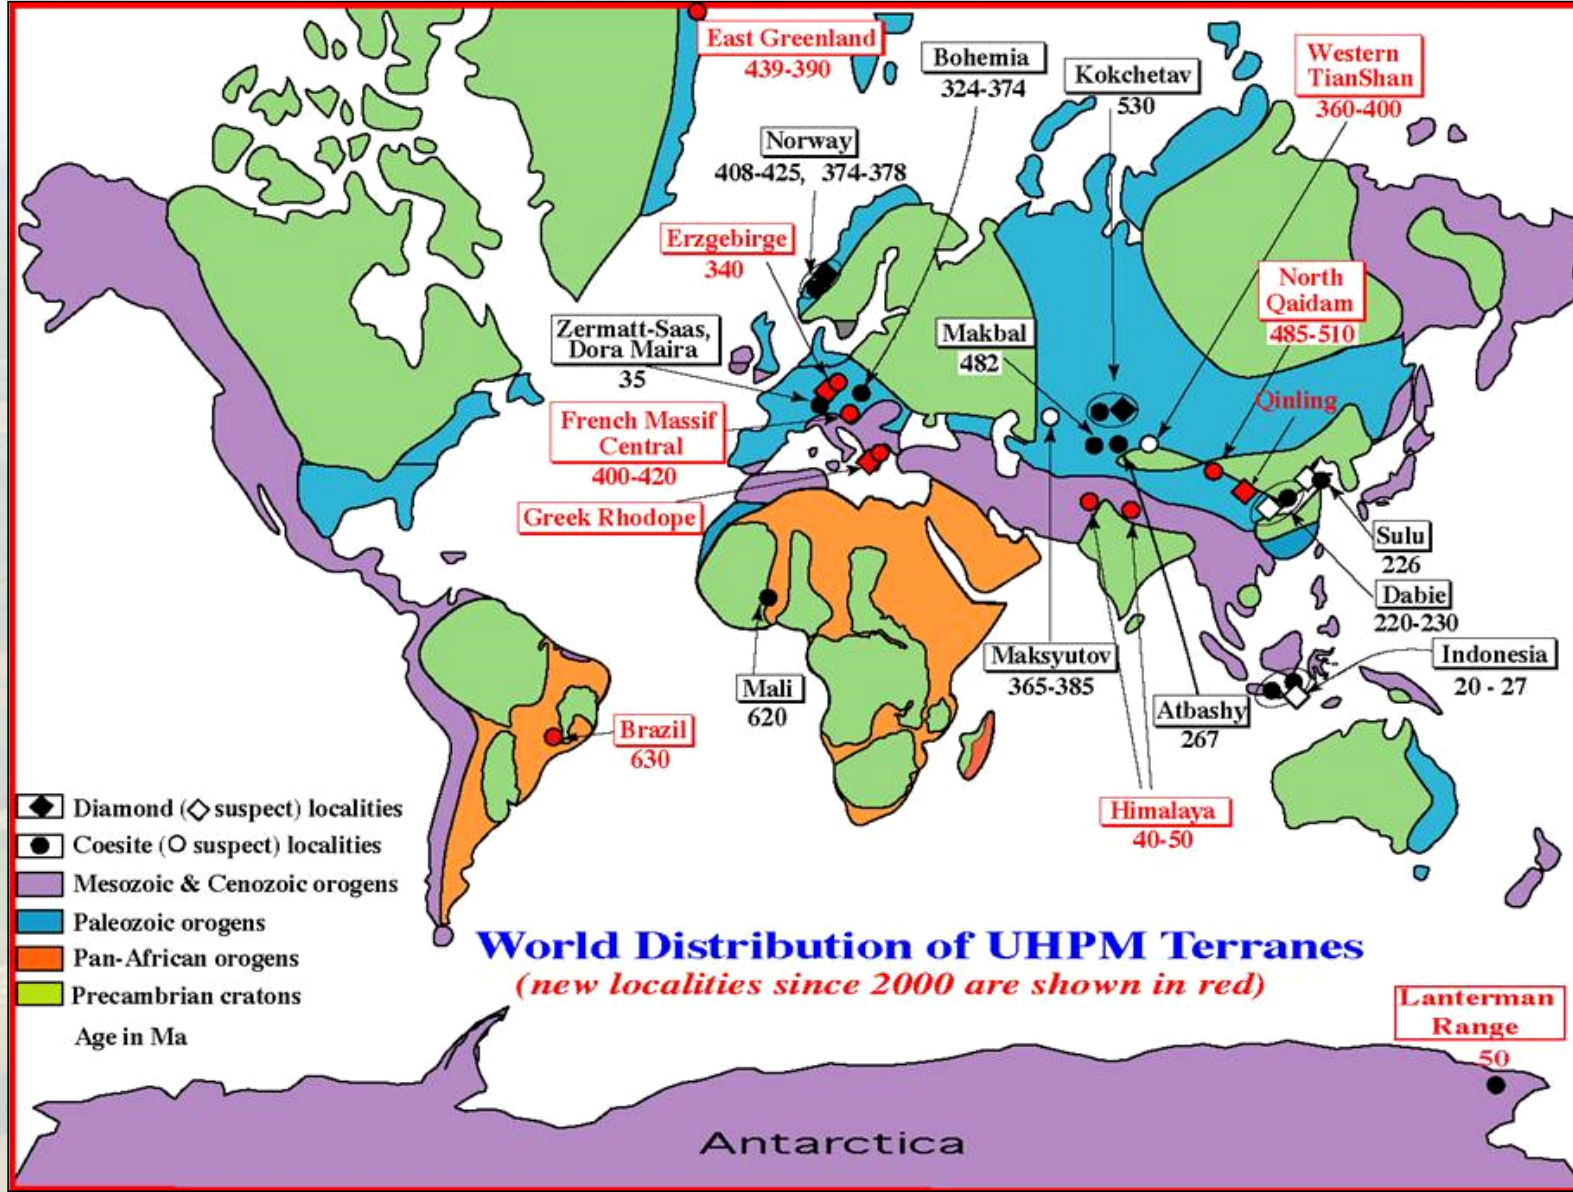 East Greenland
439-390
Bohemia
324-374
Kokchetav
530
Western
TianShan
360-400
Norway
408-425, 374-378
Erzgebirge
340
North
Qaidam
485-510
Zermatt-Saas,
Dora Maira
35
Makbal
482
Qinling
French Massif
Central
400-420
Greek Rhodope
Sulu
226
Dabie
220-230
Maksyutov
365-385
Indonesia
20 - 27
Mali
620
Atbashy
267
Brazil
630
Himalaya
40-50
Diamond (◇ suspect) localities
Coesite (O suspect) localities
Mesozoic & Cenozoic orogens
Paleozoic orogens
Pan-African orogens
Precambrian cratons
Age in Ma
World Distribution of UHPM Terranes
(new localities since 2000 are shown in red)
Lanterman
Range
50
Antarctica